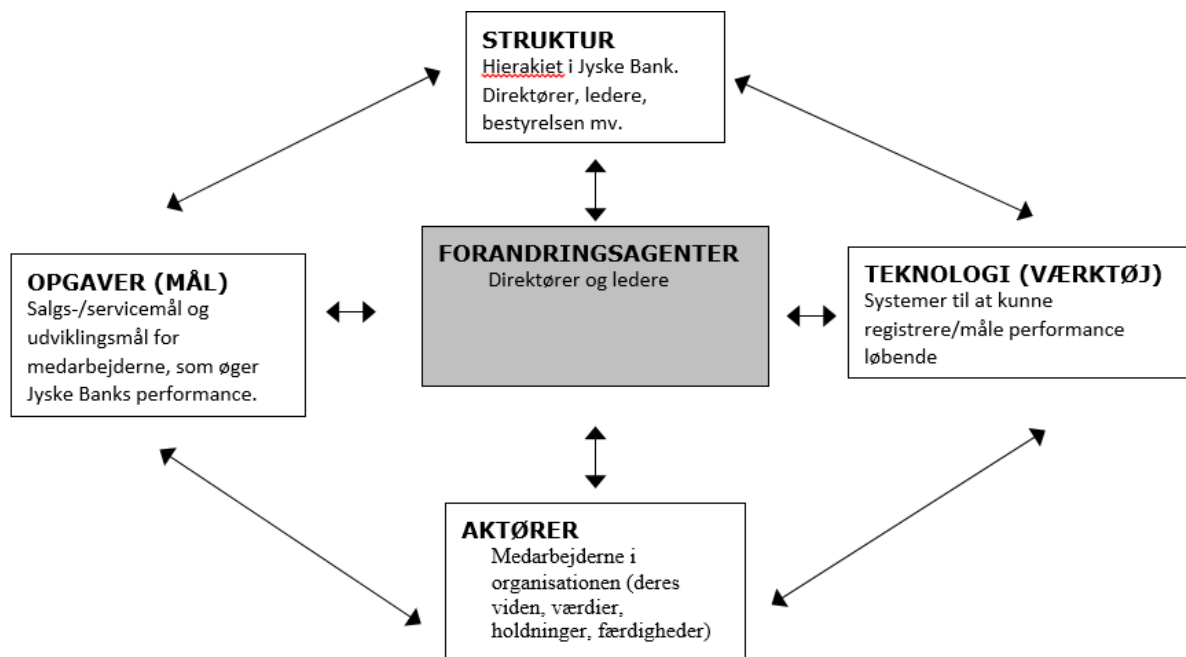 STRUKTUR
Hierakiet i Jyske Bank.
Direktører, ledere,
bestyrelsen mv.
FORANDRINGSAGENTER
Direktører og ledere
OPGAVER (MÅL)
Salgs-/servicemål og
udviklingsmål for
medarbejderne, som øger
Jyske Banks performance.
TEKNOLOGI (VÆRKTØJ)
Systemer til at kunne
registrere/måle performance
løbende
AKTØRER
Medarbejderne i
organisationen (deres
viden, værdier,
holdninger, færdigheder)